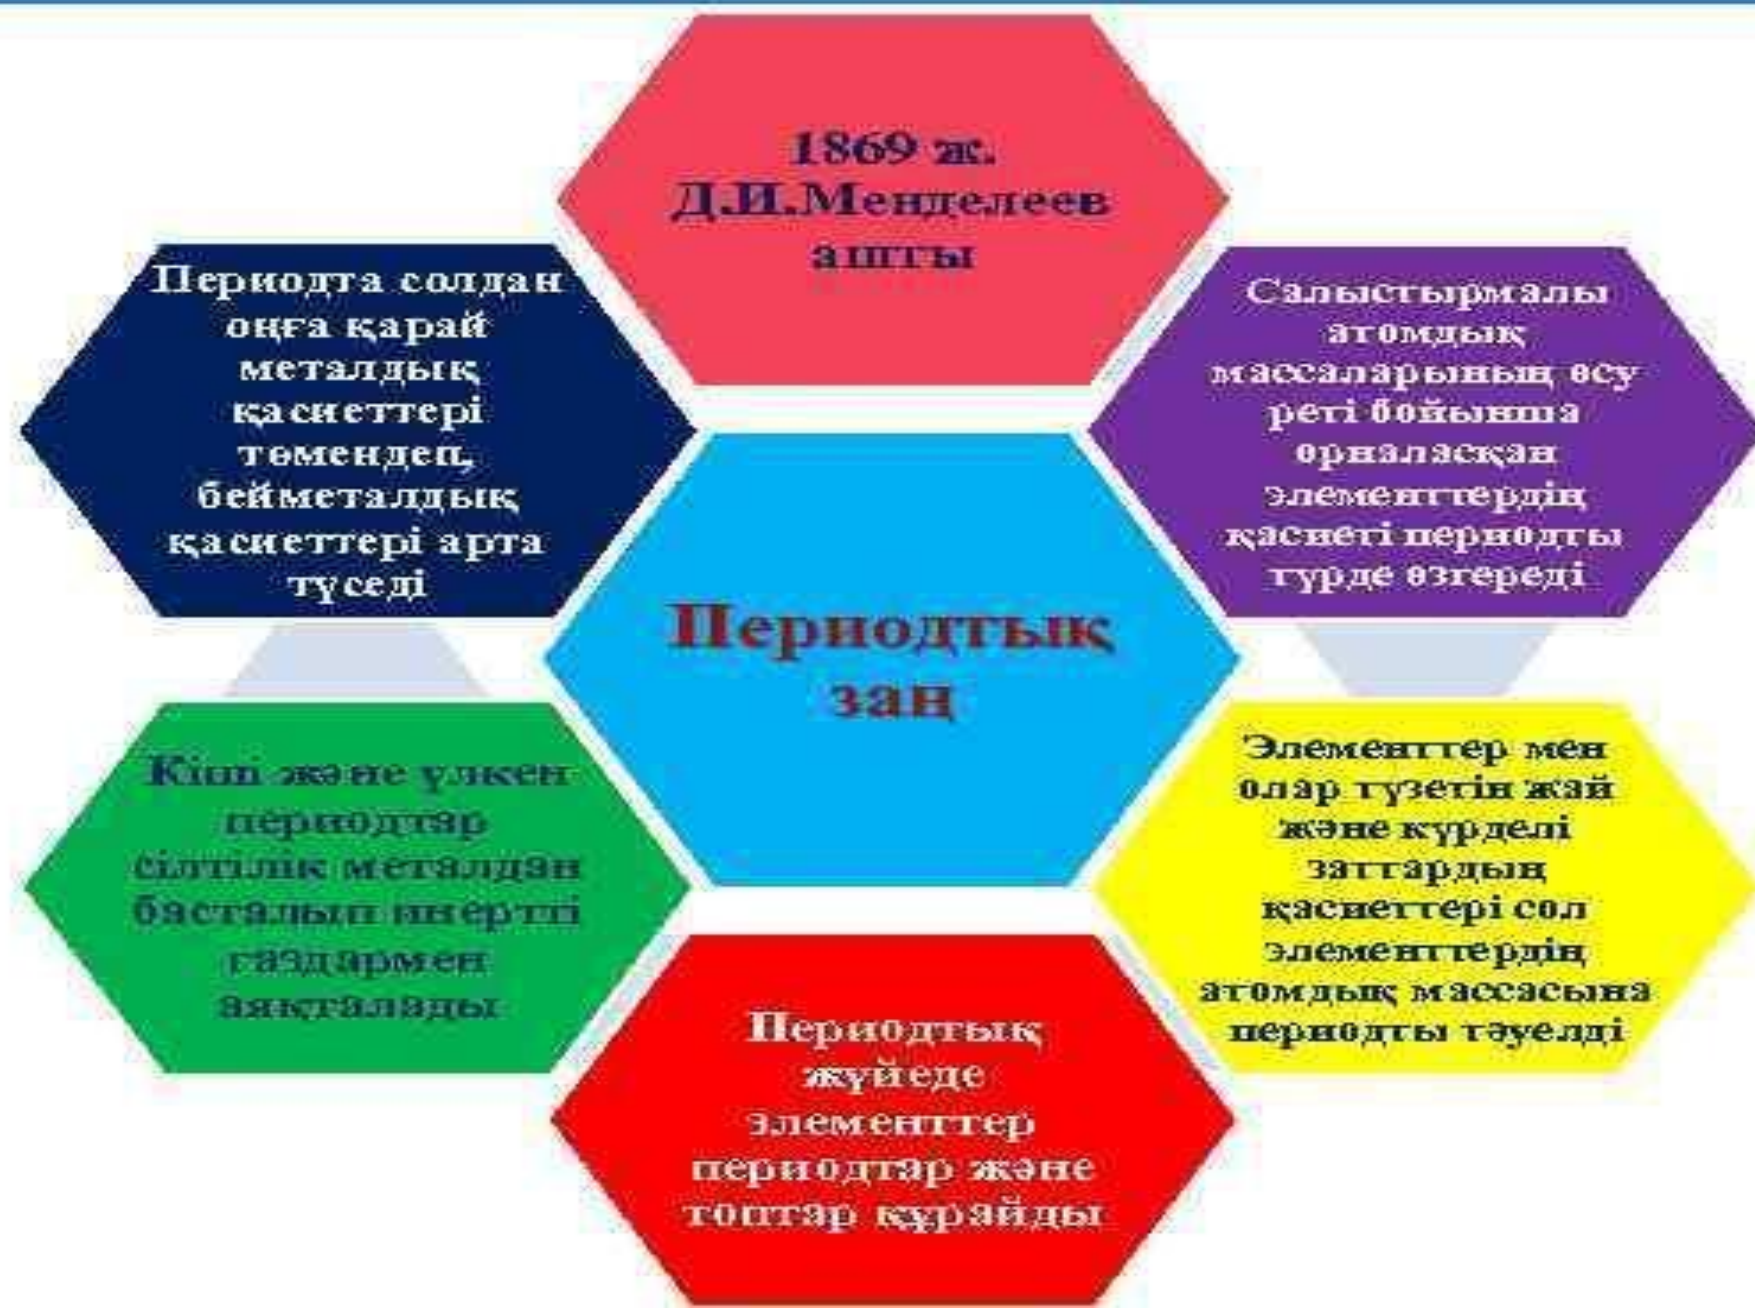 1869 ж.
Д.И.Менделеев
ашты
Периодта солдан
оңға қарай
металдық
қасиеттері
төмендеп,
бейметалдық
қасиеттері арта
түседі
Салыстырмалы
атомдық
массаларының өсу
реті бойынша
орналасқан
элементтердің
қасиеті периодты
түрде өзгереді
Периодтық
заң
Кіші және үлкен
периодтар
сілтілік металдан
басталып инертті
газдармен
аяқталады
Элементтер мен
олар түзетін жай
және күрделі
заттардың
қасиеттері сол
элементтердің
атомдық массасына
периодты тәуелді
Периодтық
жүйеде
элементтер
периодтар және
топтар құрайды